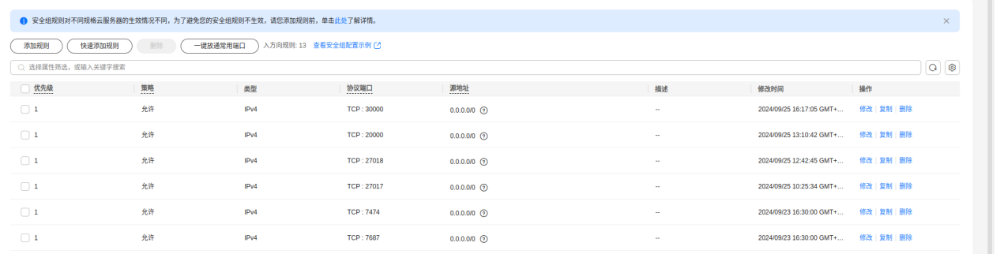 安全组规则对不同规格云服务器的生效情况不同，为了避免您的安全组规则不生效，请您添加规则前，单击此处了解详情。
添加规则 快速添加规则 删除 一键放通常用端口 入方向规则: 13 查看安全组配置示例
选择属性筛选，或输入关键字搜索
优先级 策略 类型 协议端口 源地址 描述 修改时间 操作
1 允许 IPv4 TCP : 30000 0.0.0.0/0 -- 2024/09/25 16:17:05 GMT+... 修改 复制 删除
1 允许 IPv4 TCP : 20000 0.0.0.0/0 -- 2024/09/25 13:10:42 GMT+... 修改 复制 删除
1 允许 IPv4 TCP : 27018 0.0.0.0/0 -- 2024/09/25 12:42:45 GMT+... 修改 复制 删除
1 允许 IPv4 TCP : 27017 0.0.0.0/0 -- 2024/09/25 10:25:34 GMT+... 修改 复制 删除
1 允许 IPv4 TCP : 7474 0.0.0.0/0 -- 2024/09/23 16:30:00 GMT+... 修改 复制 删除
1 允许 IPv4 TCP : 7687 0.0.0.0/0 -- 2024/09/23 16:30:00 GMT+... 修改 复制 删除